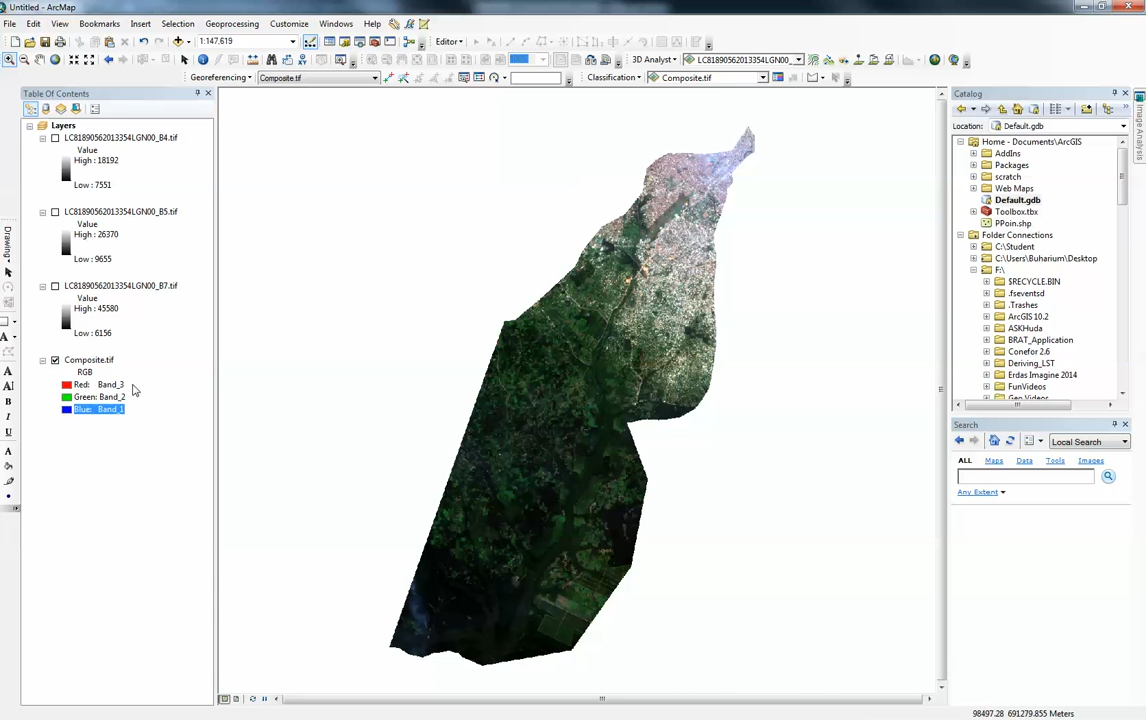 Untitled - ArcMap
File Edit View Bookmarks Insert Selection Geoprocessing Customize Windows Help
1:147.619 Editor
3D Analyst LC81890562013354LGN00_
Georeferencing Composite.tif Classification Composite.tif
Table Of Contents
Layers
LC81890562013354LGN00_B4.tif
Value
High : 18192
Low : 7551
LC81890562013354LGN00_B5.tif
Value
High : 26370
Low : 9655
LC81890562013354LGN00_B7.tif
Value
High : 45580
Low : 6156
Composite.tif
RGB
Red: Band_3
Green: Band_2
Blue: Band_1
Drawing
A
A
A
B
I
U
A
Catalog
Location: Default.gdb
Home - Documents\ArcGIS
AddIns
Packages
scratch
Web Maps
Default.gdb
Toolbox.tbx
PPoin.shp
Folder Connections
C:\Student
C:\Users\Buharium\Desktop
F:\
$RECYCLE.BIN
.fseventsd
.Trashes
ArcGIS 10.2
ASKHuda
BRAT_Application
Conefor 2.6
Deriving_LST
Erdas Imagine 2014
FunVideos
Geo Videos
Image Analysis
Search
Local Search
ALL Maps Data Tools Images
Any Extent
98497.28 691279.855 Meters